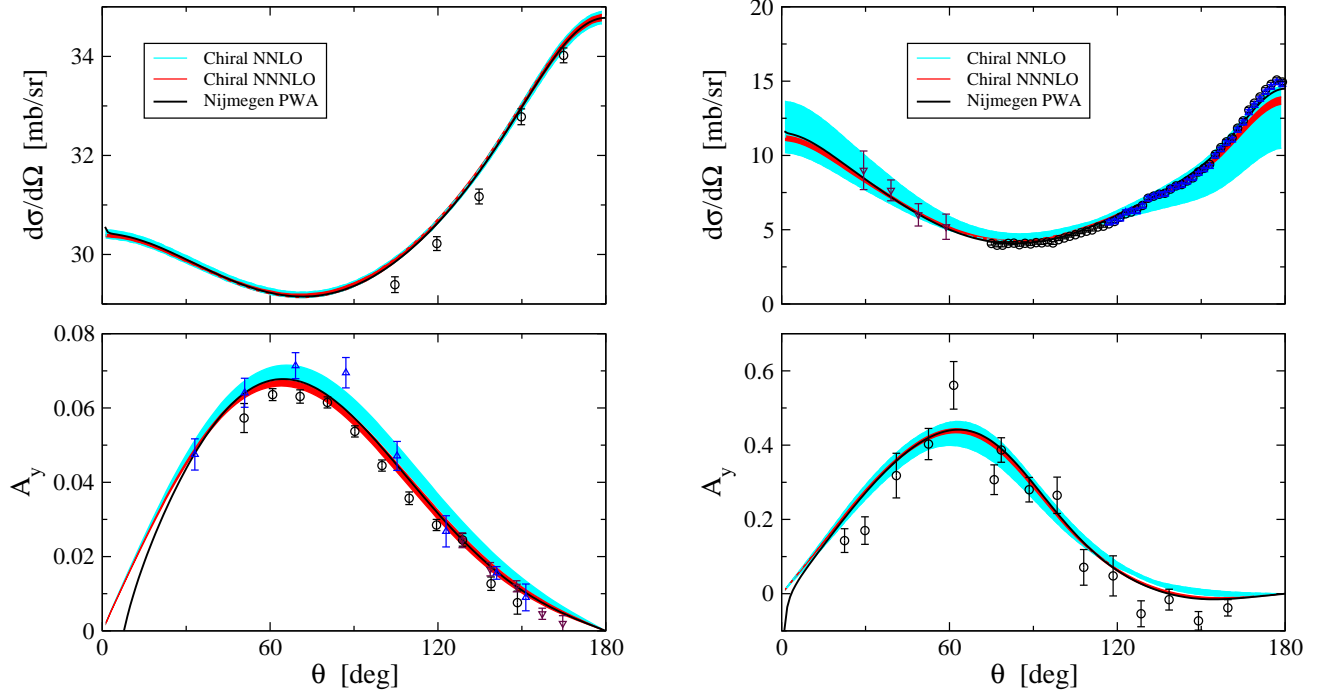 dσ/dΩ [mb/sr]
34
32
30
Chiral NNLO
Chiral NNNLO
Nijmegen PWA
dσ/dΩ [mb/sr]
20
15
10
5
0
Chiral NNLO
Chiral NNNLO
Nijmegen PWA
A_y
0.08
0.06
0.04
0.02
0
0
60
120
180
θ [deg]
A_y
0.6
0.4
0.2
0
0
60
120
180
θ [deg]